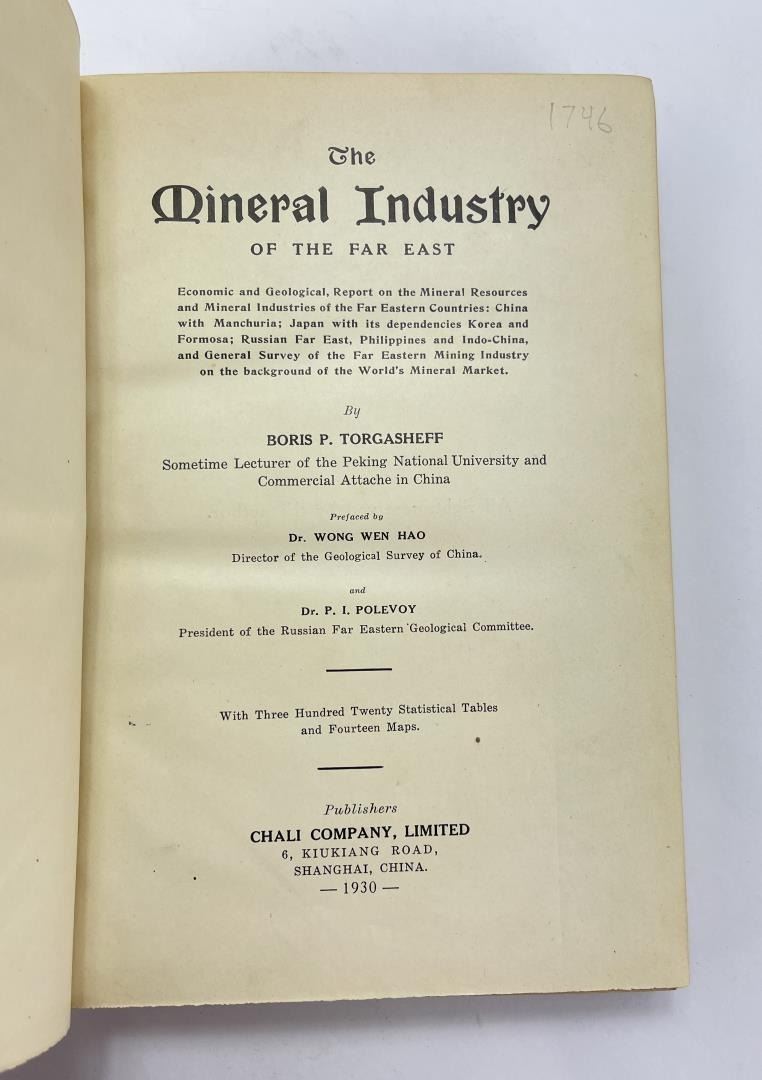 1746
The
Mineral Industry
OF THE FAR EAST
Economic and Geological, Report on the Mineral Resources
and Mineral Industries of the Far Eastern Countries: China
with Manchuria; Japan with its dependencies Korea and
Formosa; Russian Far East, Philippines and Indo-China,
and General Survey of the Far Eastern Mining Industry
on the background of the World's Mineral Market.
By
BORIS P. TORGASHEFF
Sometime Lecturer of the Peking National University and
Commercial Attache in China
Prefaced by
Dr. WONG WEN HAO
Director of the Geological Survey of China.
and
Dr. P. I. POLEVOY
President of the Russian Far Eastern Geological Committee.
With Three Hundred Twenty Statistical Tables
and Fourteen Maps.
Publishers
CHALI COMPANY, LIMITED
6, KIUKIANG ROAD,
SHANGHAI, CHINA.
— 1930 —